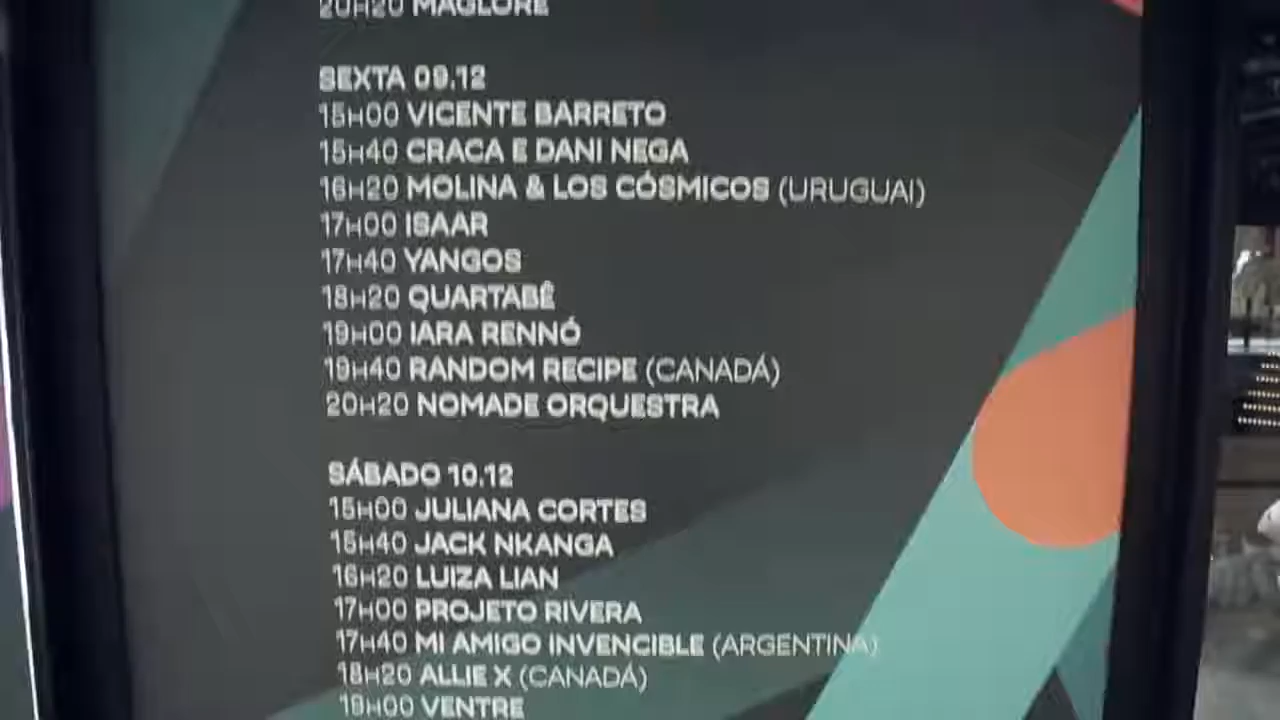 20H20 MAGLORE
SEXTA 09.12
15H00 VICENTE BARRETO
15H40 CRACA E DANI NEGA
16H20 MOLINA & LOS CÓSMICOS (URUGUAI)
17H00 ISAAR
17H40 YANGOS
18H20 QUARTABÊ
19H00 IARA RENNÓ
19H40 RANDOM RECIPE (CANADÁ)
20H20 NOMADE ORQUESTRA
SÁBADO 10.12
15H00 JULIANA CORTES
15H40 JACK NKANGA
16H20 LUIZA LIAN
17H00 PROJETO RIVERA
17H40 MI AMIGO INVENCIBLE (ARGENTINA)
18H20 ALLIE X (CANADÁ)
19H00 VENTRE